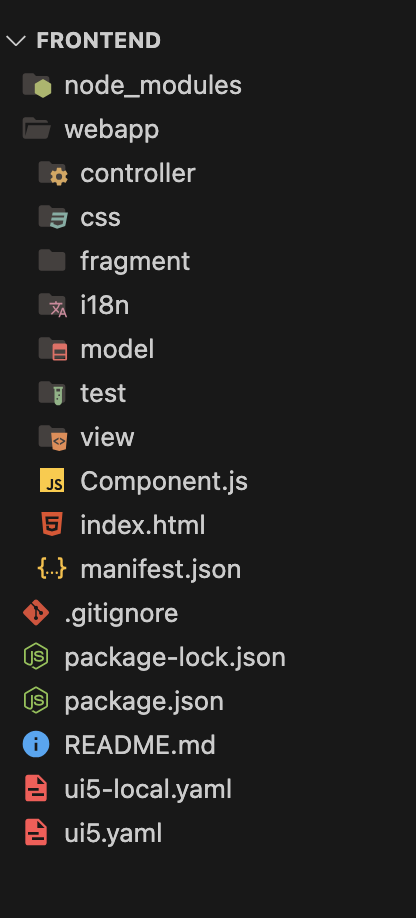 FRONTEND
node_modules
webapp
controller
css
fragment
i18n
model
test
view
JS Component.js
index.html
manifest.json
.gitignore
package-lock.json
package.json
README.md
ui5-local.yaml
ui5.yaml